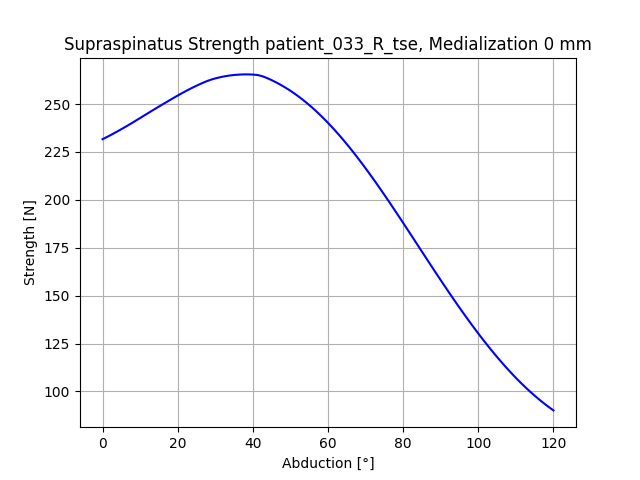 Supraspinatus Strength patient_033_R_tse, Medialization 0 mm
Strength [N]
250
225
200
175
150
125
100
0 20 40 60 80 100 120
Abduction [°]